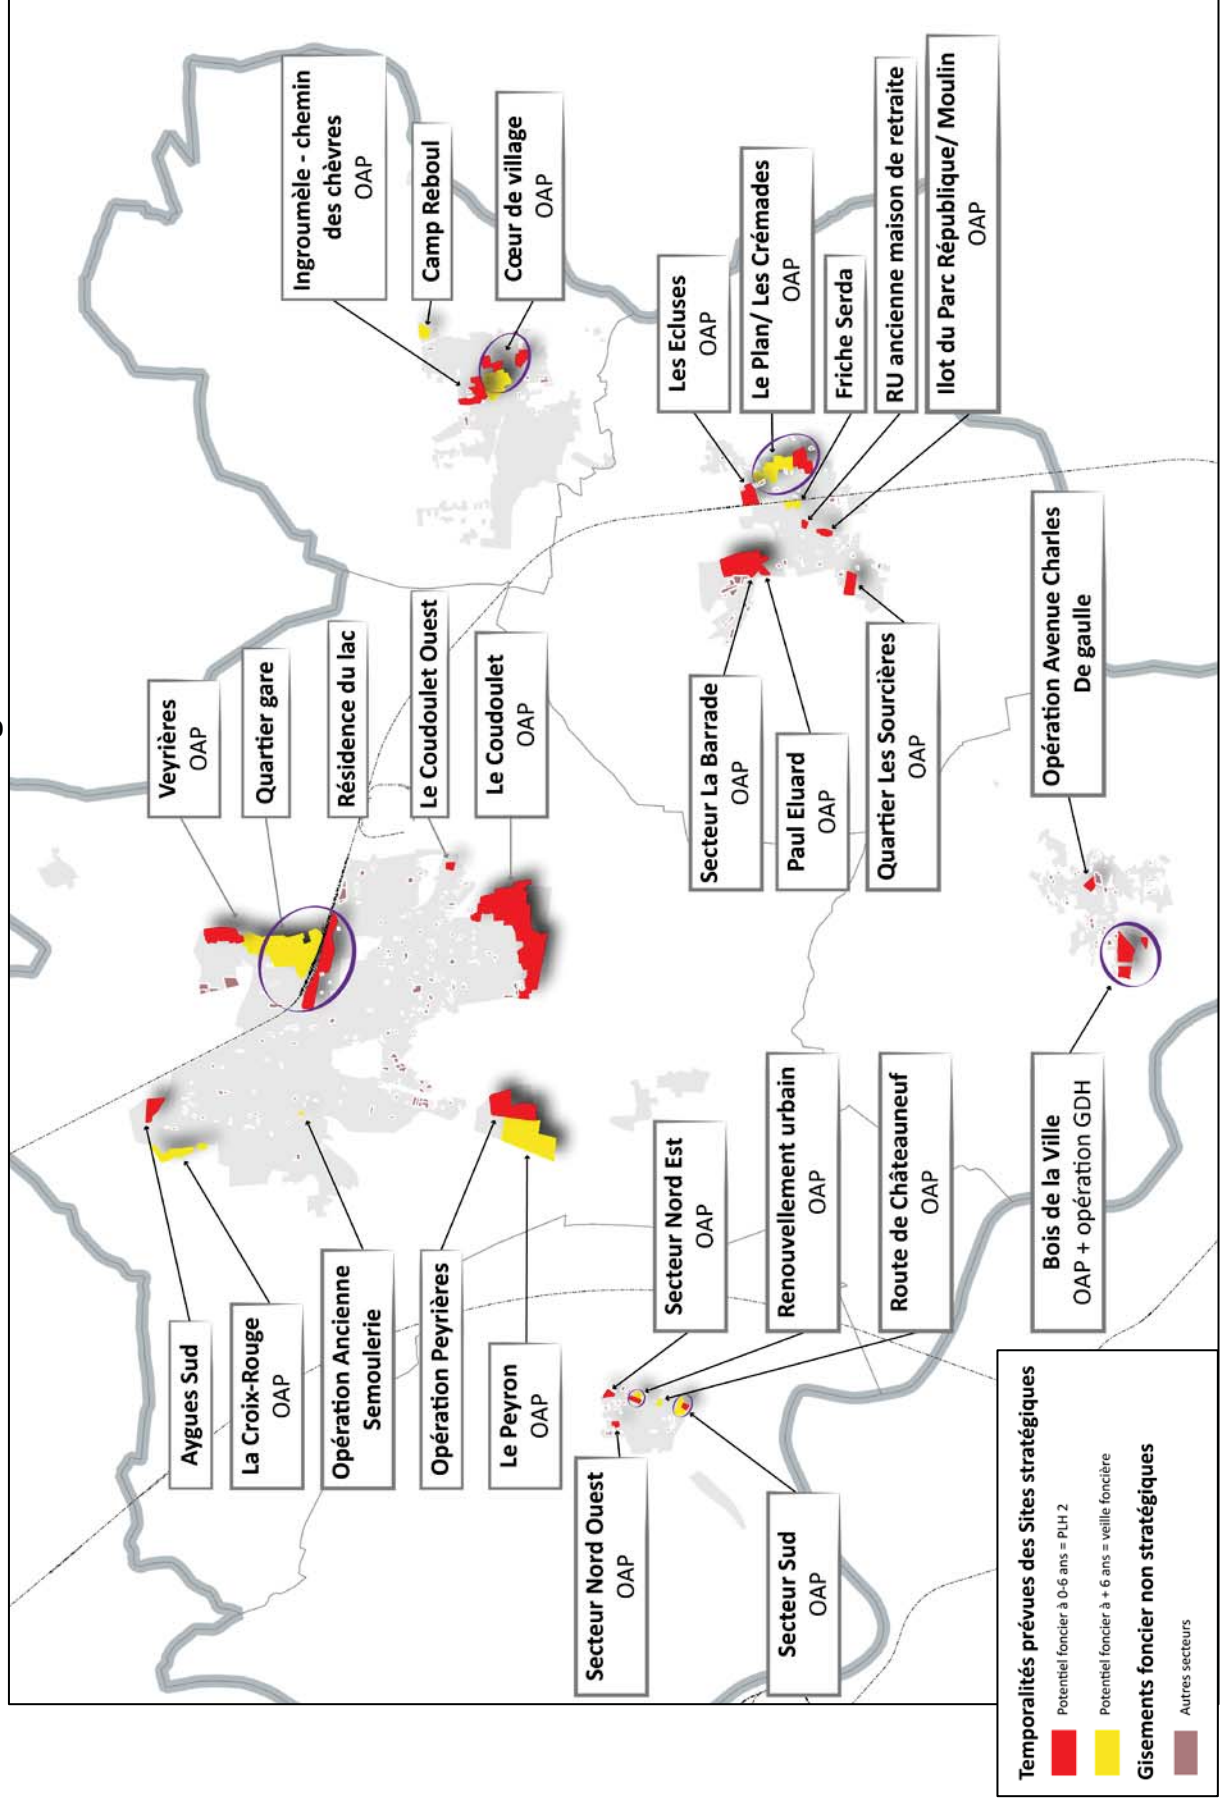 Aygues Sud
La Croix-Rouge
OAP
Opération Ancienne
Semoulerie
Opération Peyrières
Le Peyron
OAP
Veyrières
OAP
Quartier gare
Résidence du lac
Le Coudoulet Ouest
Le Coudoulet
OAP
Ingroumèle - chemin
des chèvres
OAP
Camp Reboul
Cœur de village
OAP
Secteur Nord Ouest
OAP
Secteur Sud
OAP
Secteur Nord Est
OAP
Renouvellement urbain
OAP
Route de Châteauneuf
OAP
Secteur La Barrade
OAP
Paul Eluard
OAP
Quartier Les Sourcières
OAP
Les Ecluses
OAP
Le Plan/ Les Crémades
OAP
Friche Serda
RU ancienne maison de retraite
Ilot du Parc République/ Moulin
OAP
Bois de la Ville
OAP + opération GDH
Opération Avenue Charles
De gaulle
Temporalités prévues des Sites stratégiques
Potentiel foncier à 0-6 ans = PLH 2
Potentiel foncier à + 6 ans = veille foncière
Gisements foncier non stratégiques
Autres secteurs